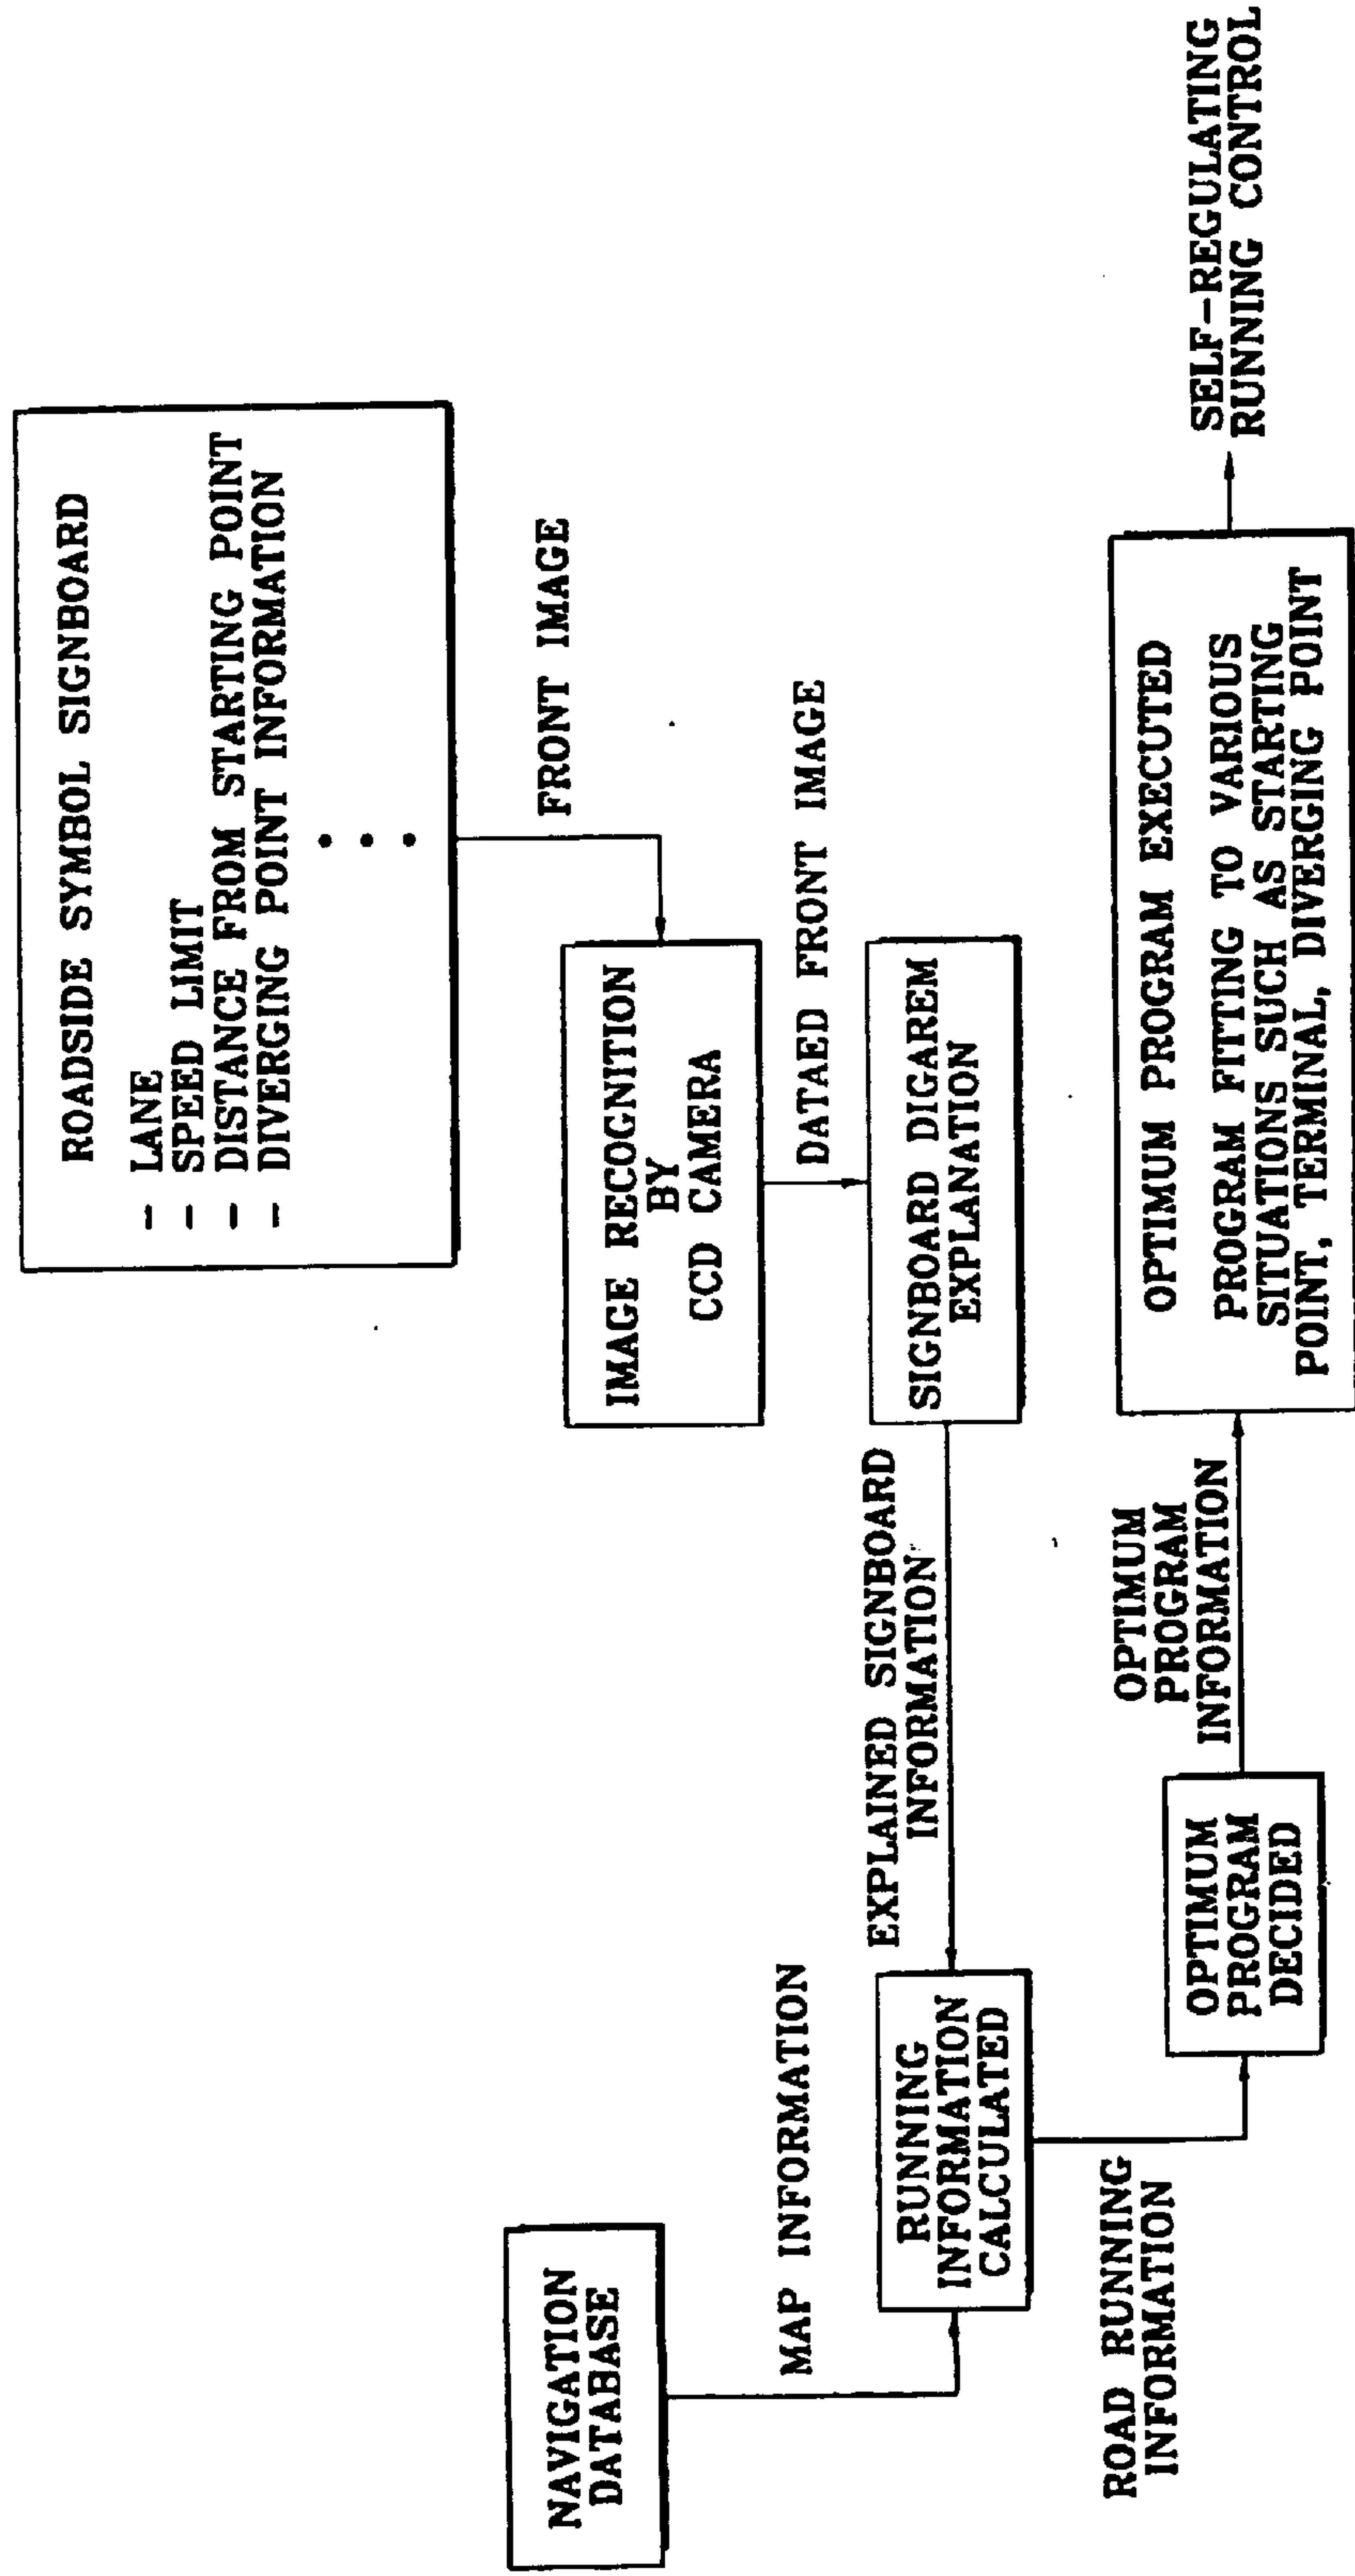 ROADSIDE SYMBOL SIGNBOARD
- LANE
- SPEED LIMIT
- DISTANCE FROM STARTING POINT
- DIVERGING POINT INFORMATION
FRONT IMAGE
IMAGE RECOGNITION
BY
CCD CAMERA
DATAED FRONT IMAGE
SIGNBOARD DIGAREM
EXPLANATION
EXPLAINED SIGNBOARD
INFORMATION
NAVIGATION
DATABASE
MAP INFORMATION
RUNNING
INFORMATION
CALCULATED
ROAD RUNNING
INFORMATION
OPTIMUM
PROGRAM
DECIDED
OPTIMUM
PROGRAM
INFORMATION
OPTIMUM PROGRAM EXECUTED
PROGRAM FITTING TO VARIOUS
SITUATIONS SUCH AS STARTING
POINT, TERMINAL, DIVERGING POINT
SELF-REGULATING
RUNNING CONTROL